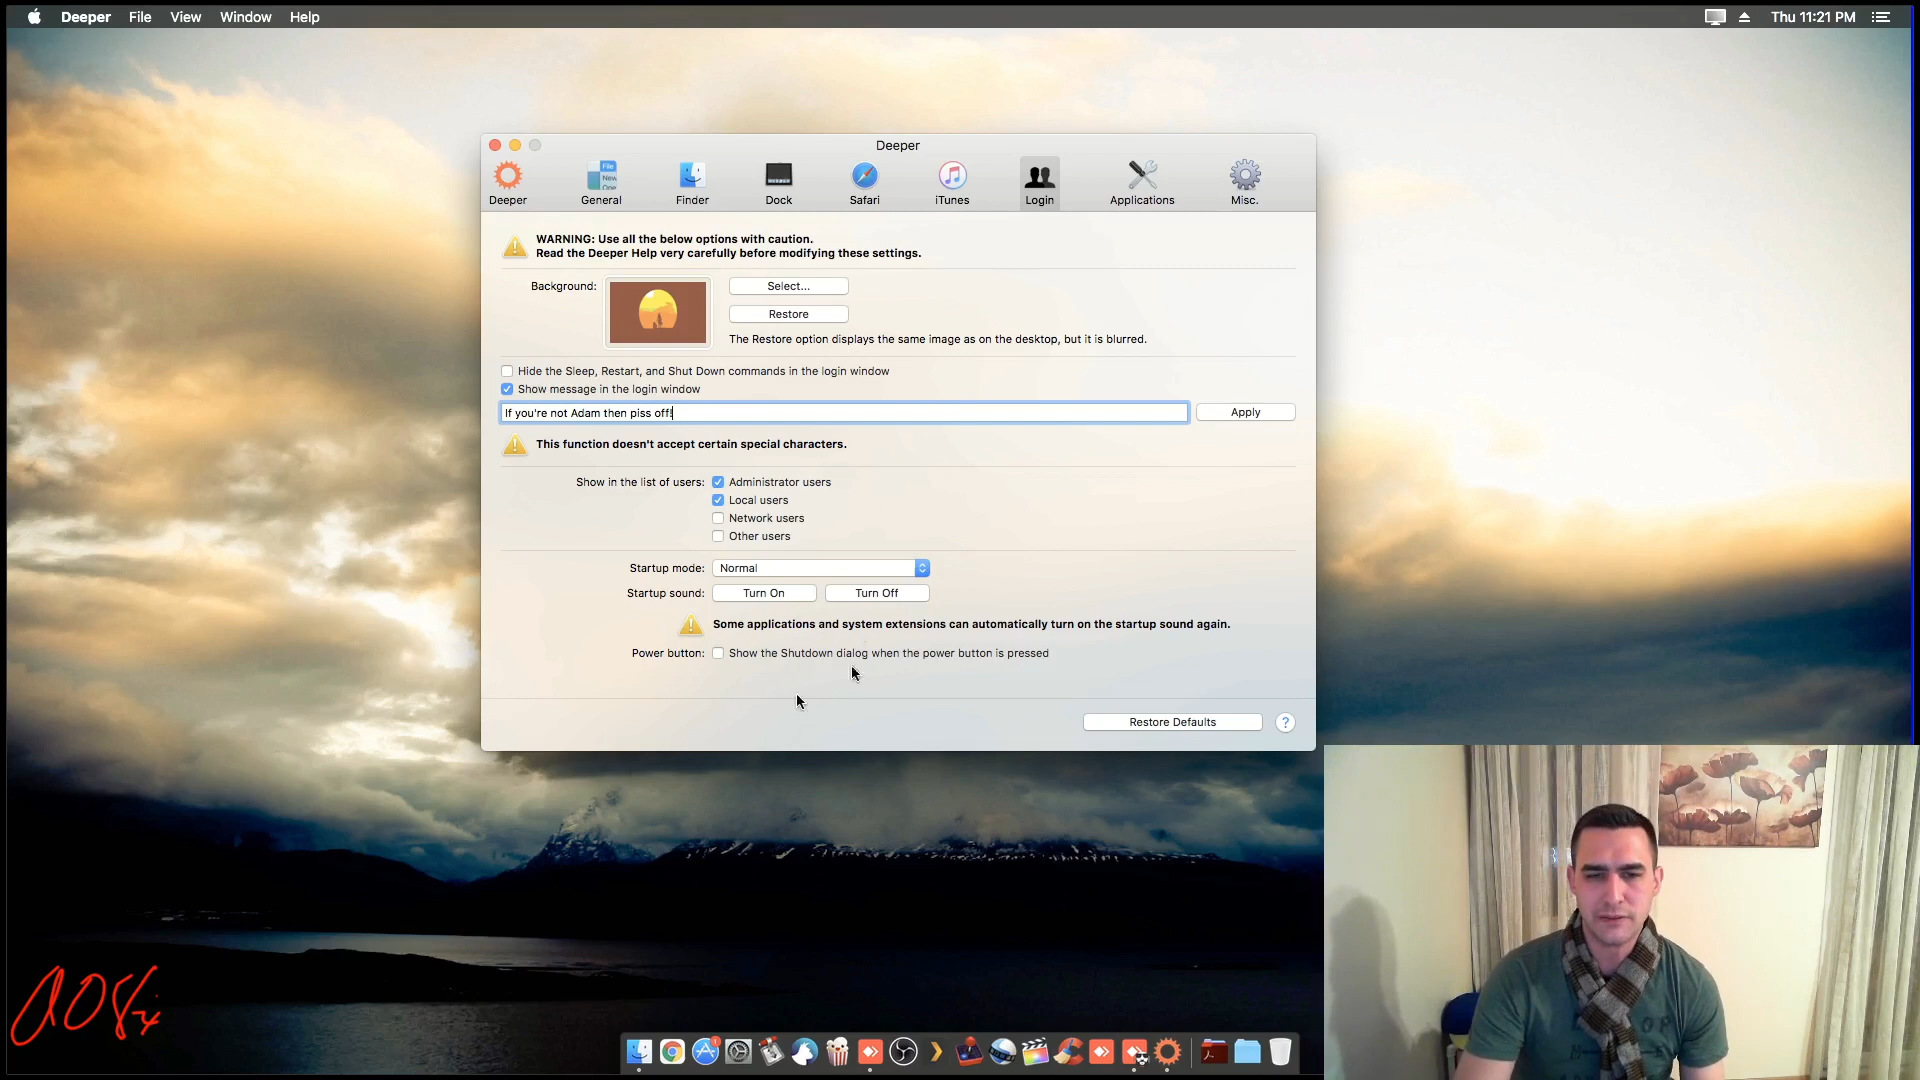 Deeper File View Window Help
Thu 11:21 PM
Deeper
Deeper General Finder Dock Safari iTunes Login Applications Misc.
WARNING: Use all the below options with caution.
Read the Deeper Help very carefully before modifying these settings.
Background:
Select...
Restore
The Restore option displays the same image as on the desktop, but it is blurred.
Hide the Sleep, Restart, and Shut Down commands in the login window
Show message in the login window
If you're not Adam then piss off!
Apply
This function doesn't accept certain special characters.
Show in the list of users: Administrator users
Local users
Network users
Other users
Startup mode: Normal
Startup sound: Turn On Turn Off
Some applications and system extensions can automatically turn on the startup sound again.
Power button: Show the Shutdown dialog when the power button is pressed
Restore Defaults ?